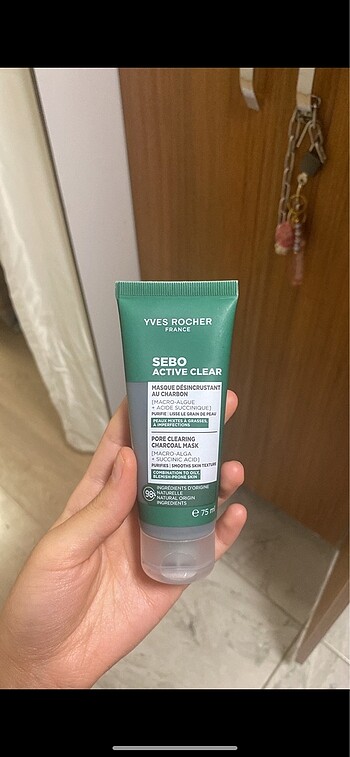 YVES ROCHER
FRANCE
SEBO
ACTIVE CLEAR
MASQUE DÉSINCRUSTANT
AU CHARBON
[MACRO-ALGUE
+ ACIDE SUCCINIQUE]
PURIFIE | LISSE LE GRAIN DE PEAU
PEAUX MIXTES À GRASSES,
À IMPERFECTIONS
PORE CLEARING
CHARCOAL MASK
[MACRO-ALGA
+ SUCCINIC ACID]
PURIFIES | SMOOTHS SKIN TEXTURE
COMBINATION TO OILY,
BLEMISH-PRONE SKIN
98%
INGRÉDIENTS D'ORIGINE
NATURELLE
NATURAL ORIGIN
INGREDIENTS
℮ 75 ml